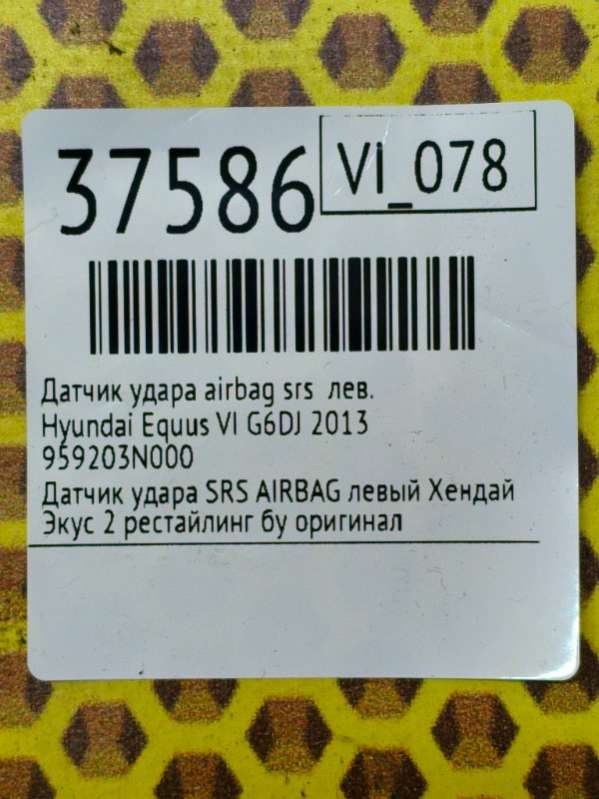 37586
VI_078
Датчик удара airbag srs лев.
Hyundai Equus VI G6DJ 2013
959203N000
Датчик удара SRS AIRBAG левый Хендай
Экус 2 рестайлинг бу оригинал